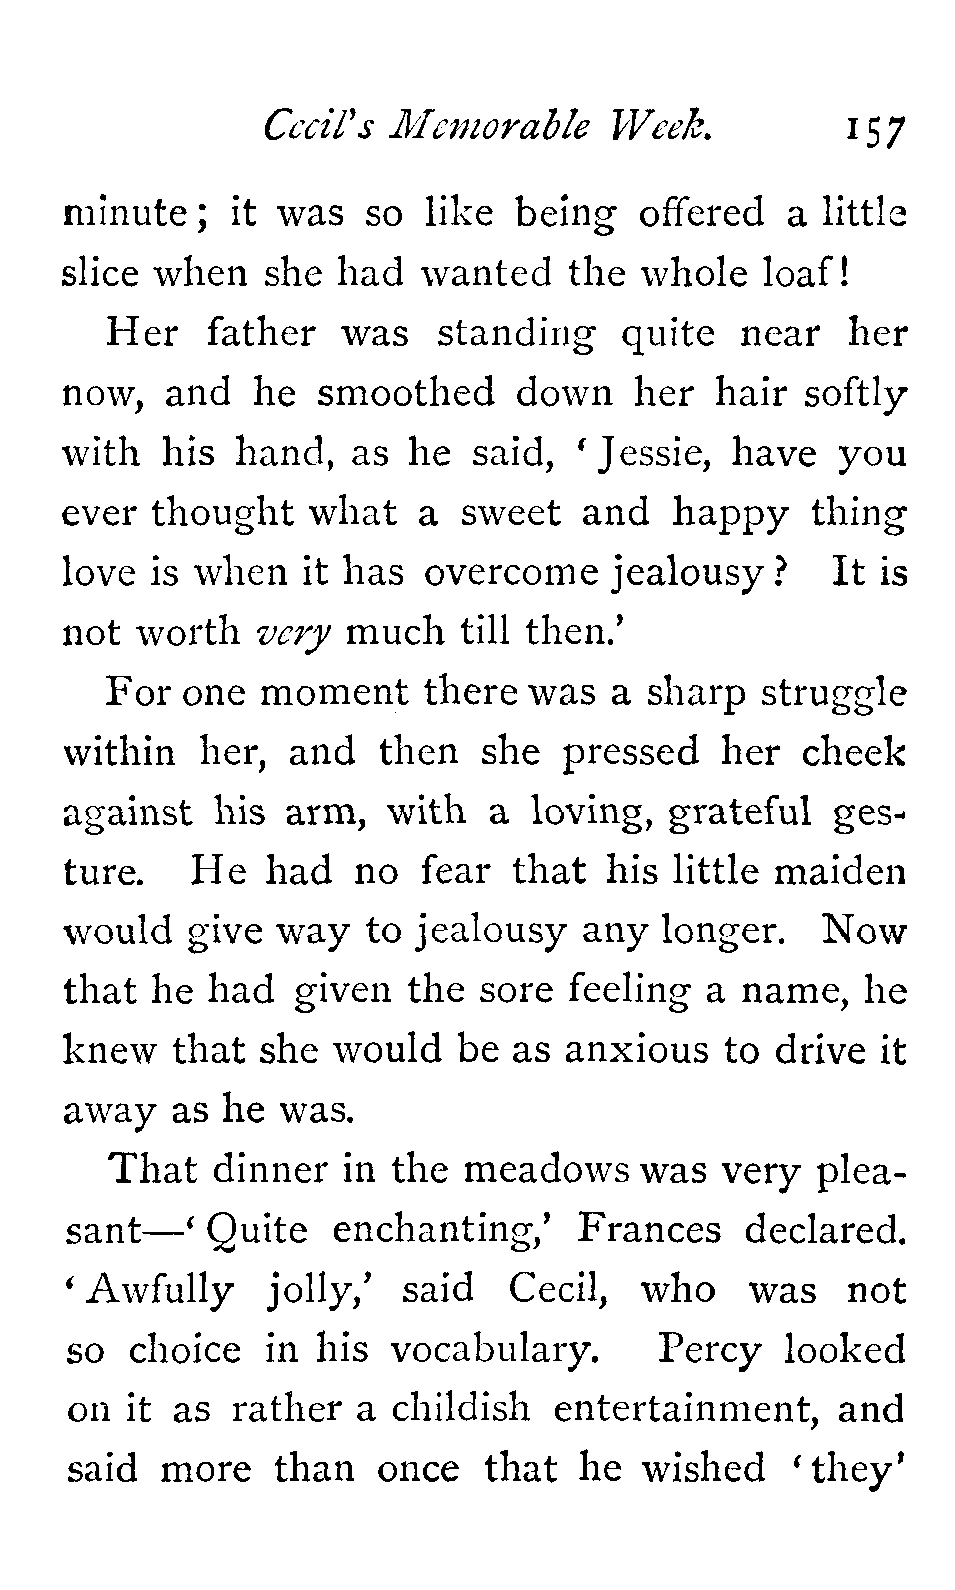 Cecil's Memorable Week. 157
minute; it was so like being offered a little
slice when she had wanted the whole loaf!
Her father was standing quite near her
now, and he smoothed down her hair softly
with his hand, as he said, ‘Jessie, have you
ever thought what a sweet and happy thing
love is when it has overcome jealousy? It is
not worth very much till then.’
For one moment there was a sharp struggle
within her, and then she pressed her cheek
against his arm, with a loving, grateful ges-
ture. He had no fear that his little maiden
would give way to jealousy any longer. Now
that he had given the sore feeling a name, he
knew that she would be as anxious to drive it
away as he was.
That dinner in the meadows was very plea-
sant—‘Quite enchanting,’ Frances declared.
‘Awfully jolly,’ said Cecil, who was not
so choice in his vocabulary. Percy looked
on it as rather a childish entertainment, and
said more than once that he wished ‘they’